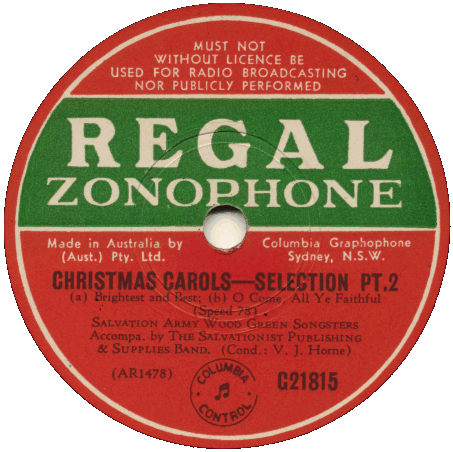 MUST NOT
WITHOUT LICENCE BE
USED FOR RADIO BROADCASTING
NOR PUBLICLY PERFORMED
REGAL
ZONOPHONE
Made in Australia by Columbia Graphophone
(Aust.) Pty. Ltd. Sydney, N.S.W.
CHRISTMAS CAROLS—SELECTION PT.2
(a) Brightest and Best; (b) O Come, All Ye Faithful
(Speed 78)
SALVATION ARMY WOOD GREEN SONGSTERS
Accompa. by THE SALVATIONIST PUBLISHING
& SUPPLIES BAND. (Cond.: V. J. Horne)
(AR1478)
COLUMBIA
CONTROL
G21815